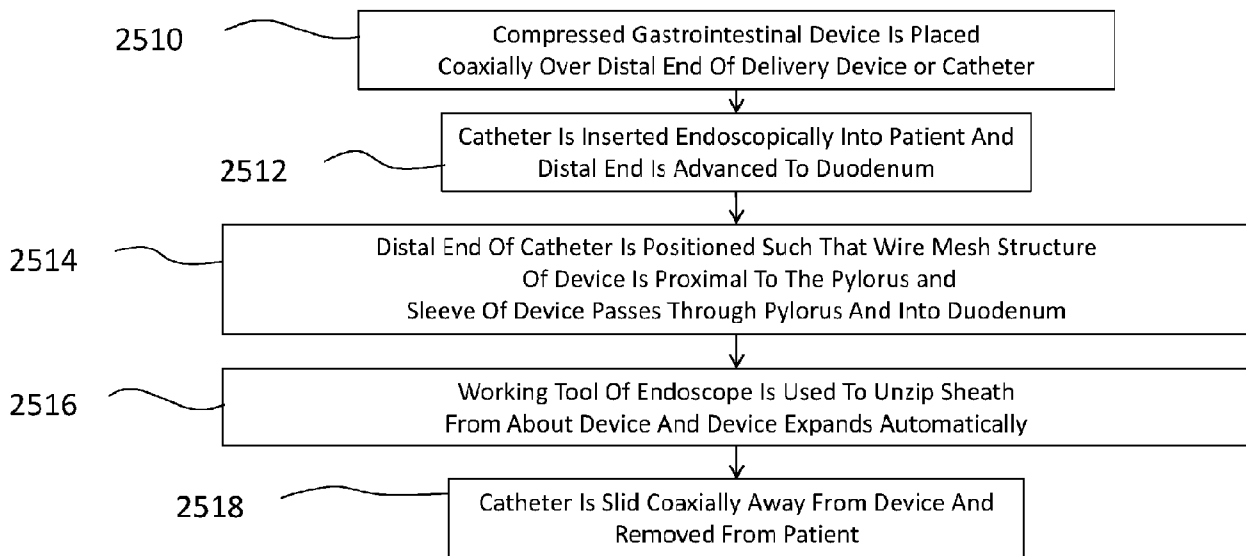 2510
Compressed Gastrointestinal Device Is Placed
Coaxially Over Distal End Of Delivery Device or Catheter
2512
Catheter Is Inserted Endoscopically Into Patient And
Distal End Is Advanced To Duodenum
2514
Distal End Of Catheter Is Positioned Such That Wire Mesh Structure
Of Device Is Proximal To The Pylorus and
Sleeve Of Device Passes Through Pylorus And Into Duodenum
2516
Working Tool Of Endoscope Is Used To Unzip Sheath
From About Device And Device Expands Automatically
2518
Catheter Is Slid Coaxially Away From Device And
Removed From Patient